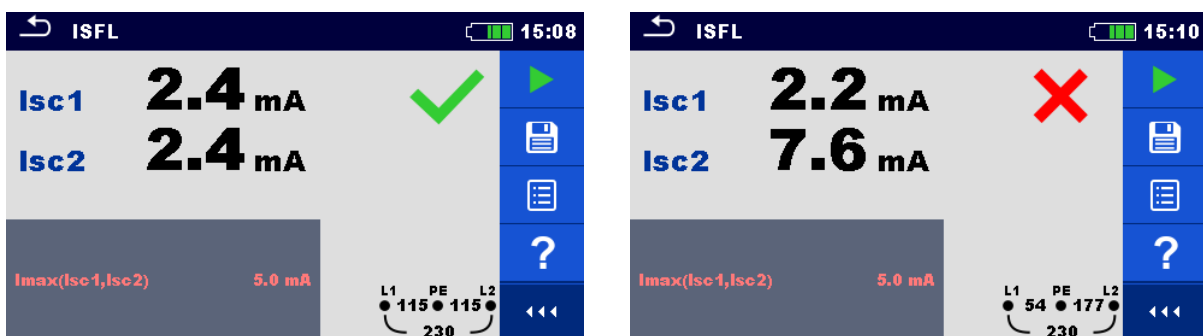 ISFL 15:08
Isc1 2.4 mA
Isc2 2.4 mA
?
Imax(Isc1,Isc2) 5.0 mA
L1 PE L2
115 115
230
ISFL 15:10
Isc1 2.2 mA
Isc2 7.6 mA
?
Imax(Isc1,Isc2) 5.0 mA
L1 PE L2
54 177
230